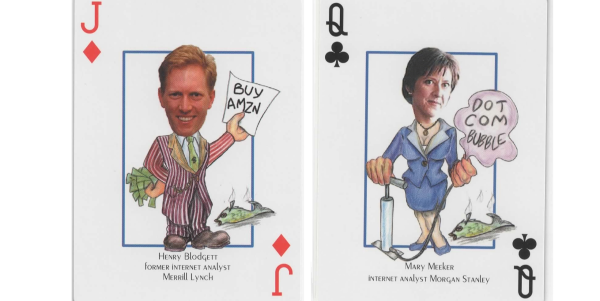 J
BUY
AMZN
Henry Blodgett
former internet analyst
Merrill Lynch
J
Q
DOT
COM
BUBBLE
Mary Meeker
internet analyst Morgan Stanley
Q